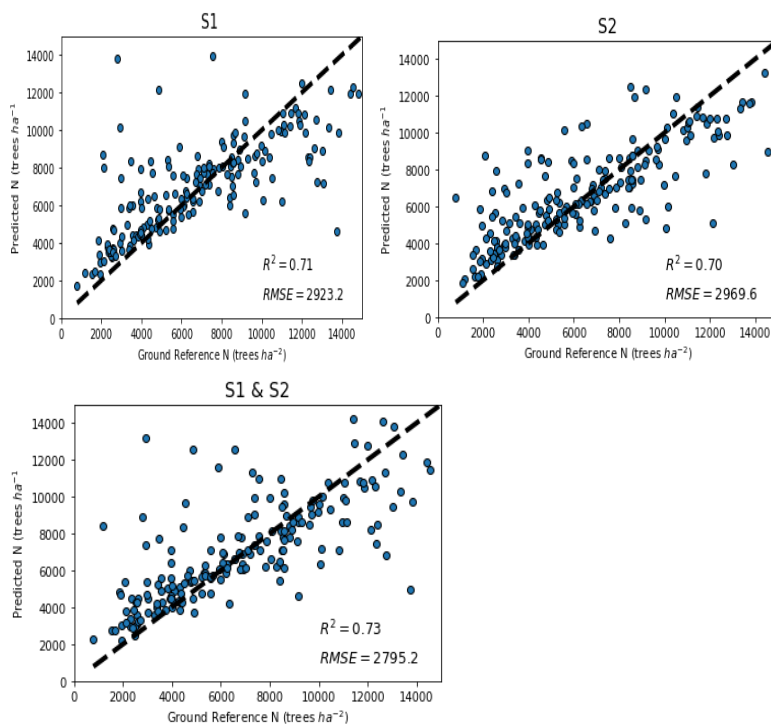 S1
14000
12000
10000
8000
6000
4000
2000
0
Predicted N (trees ha⁻¹)
R² = 0.71
RMSE = 2923.2
0 2000 4000 6000 8000 10000 12000 14000
Ground Reference N (trees ha⁻²)
S2
14000
12000
10000
8000
6000
4000
2000
0
Predicted N (trees ha⁻¹)
R² = 0.70
RMSE = 2969.6
0 2000 4000 6000 8000 10000 12000 14000
Ground Reference N (trees ha⁻²)
S1 & S2
14000
12000
10000
8000
6000
4000
2000
0
Predicted N (trees ha⁻¹)
R² = 0.73
RMSE = 2795.2
0 2000 4000 6000 8000 10000 12000 14000
Ground Reference N (trees ha⁻²)